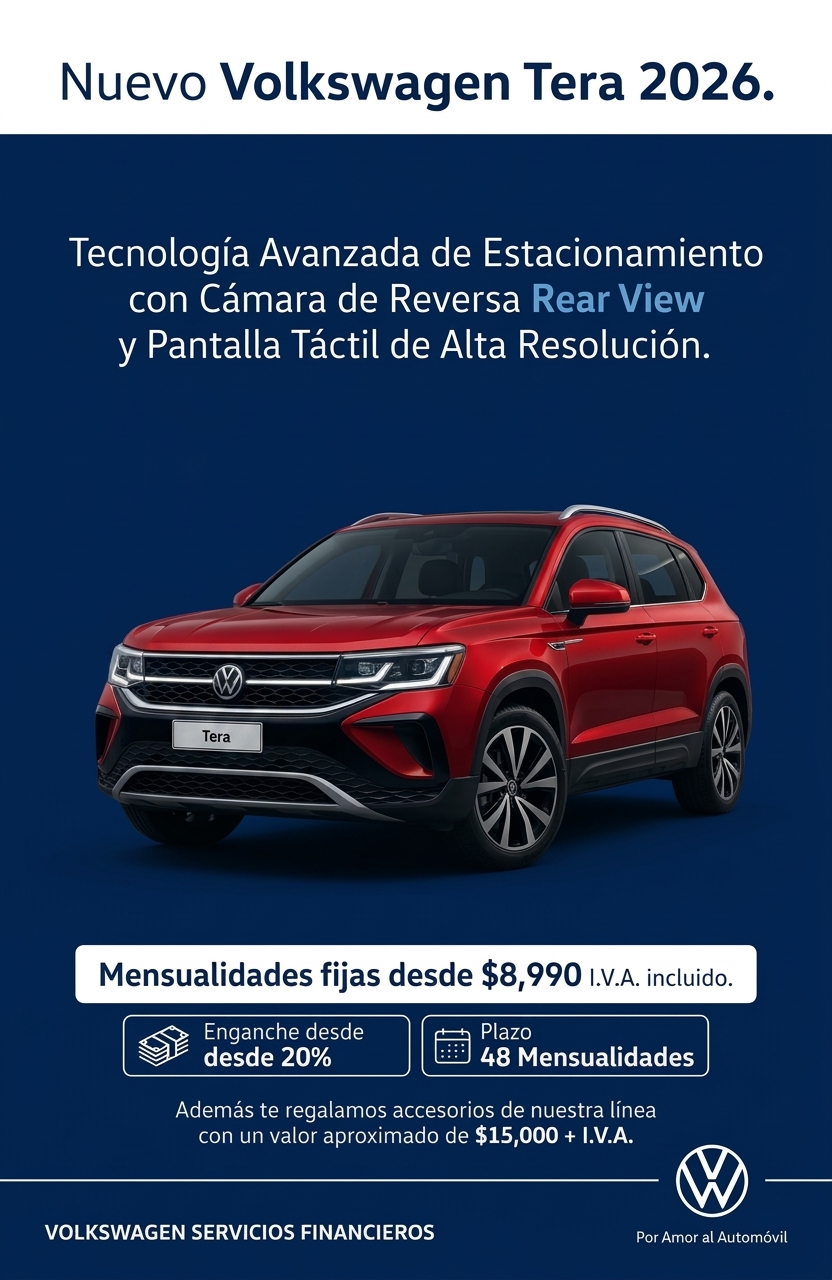 Nuevo Volkswagen Tera 2026.
Tecnología Avanzada de Estacionamiento
con Cámara de Reversa Rear View
y Pantalla Táctil de Alta Resolución.
Tera
Mensualidades fijas desde $8,990 I.V.A. incluido.
Enganche desde
desde 20%
Plazo
48 Mensualidades
Además te regalamos accesorios de nuestra línea
con un valor aproximado de $15,000 + I.V.A.
VOLKSWAGEN SERVICIOS FINANCIEROS
Por Amor al Automóvil